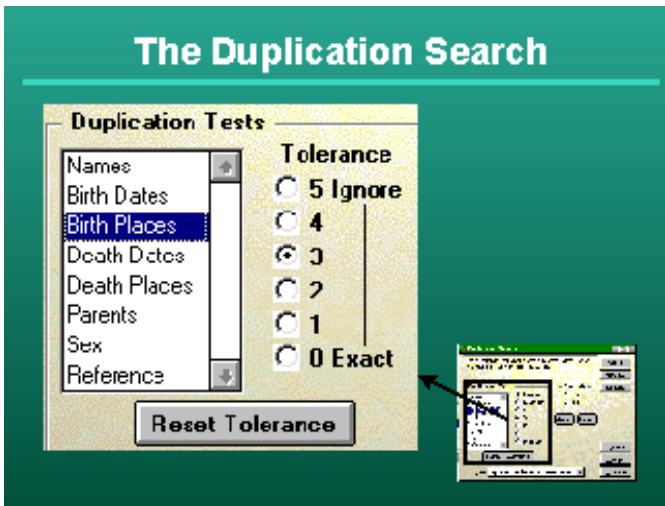 The Duplication Search
Duplication Tests
Names
Birth Dates
Birth Places
Death Dates
Death Places
Parents
Sex
Reference
Tolerance
5 Ignore
4
3
2
1
0 Exact
Reset Tolerance